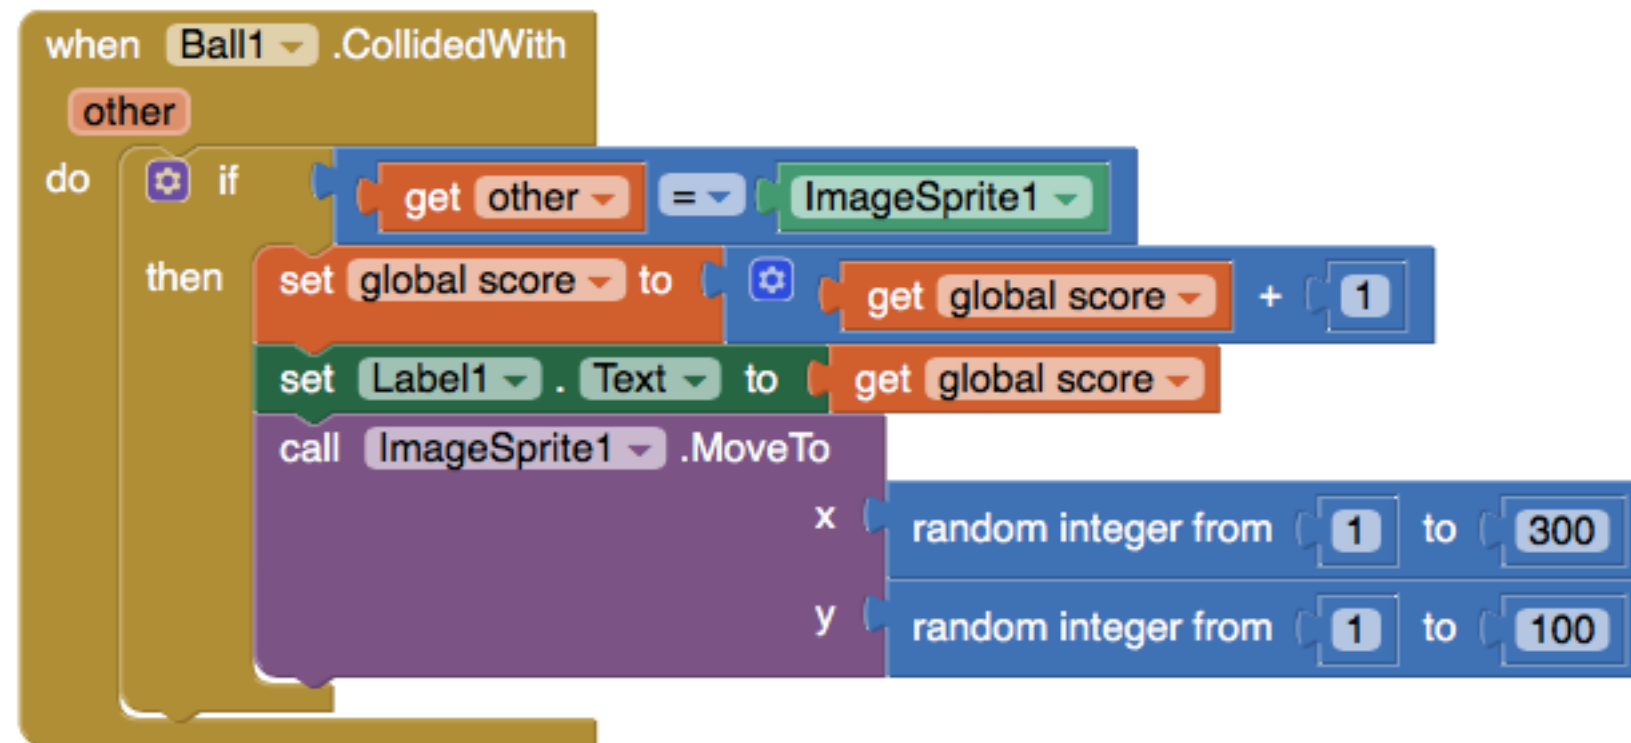 when Ball1 .CollidedWith
other
do if get other = ImageSprite1
then set global score to get global score + 1
set Label1 . Text to get global score
call ImageSprite1 .MoveTo
x random integer from 1 to 300
y random integer from 1 to 100